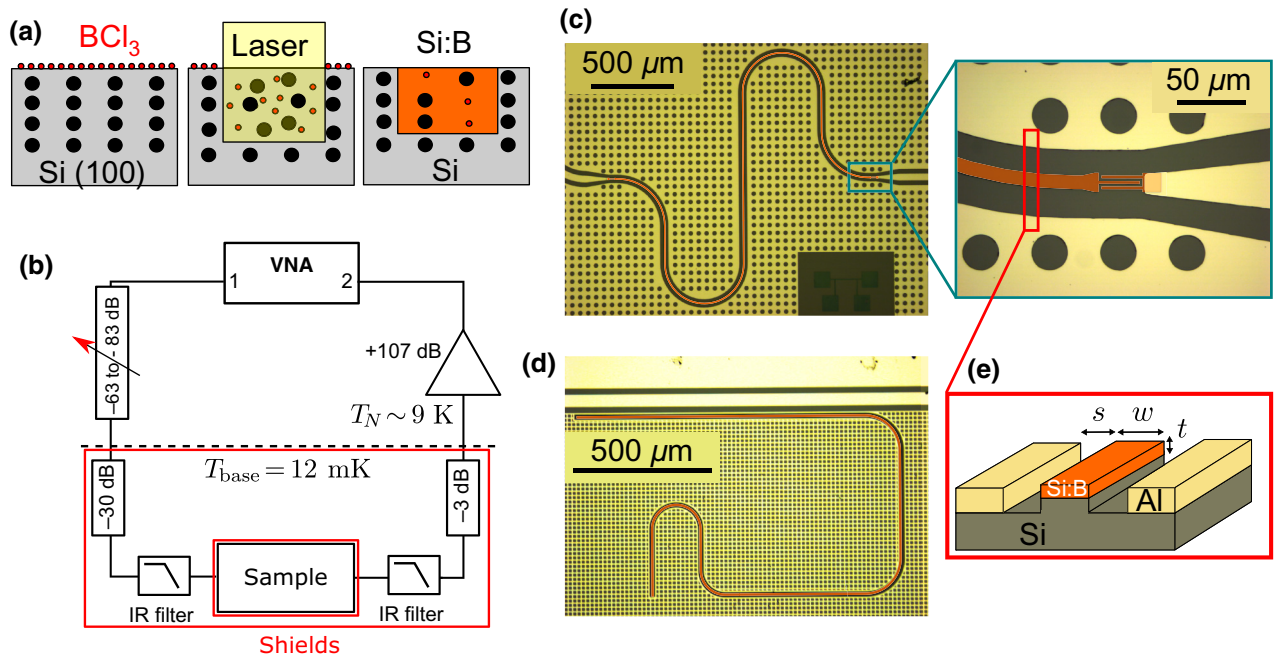 (a)
BCl3
Laser
Si:B
Si (100)
Si
(b)
VNA
1
2
−63 to - 83 dB
+107 dB
T_N ∼ 9 K
T_base = 12 mK
−30 dB
−3 dB
Sample
IR filter
IR filter
Shields
(c)
500 µm
50 µm
(d)
500 µm
(e)
s
w
t
Si:B
Al
Si